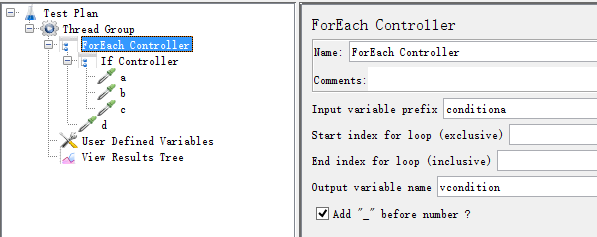 Test Plan
Thread Group
ForEach Controller
If Controller
a
b
c
d
User Defined Variables
View Results Tree
ForEach Controller
Name: ForEach Controller
Comments:
Input variable prefix conditiona
Start index for loop (exclusive)
End index for loop (inclusive)
Output variable name vcondition
Add "_" before number ?